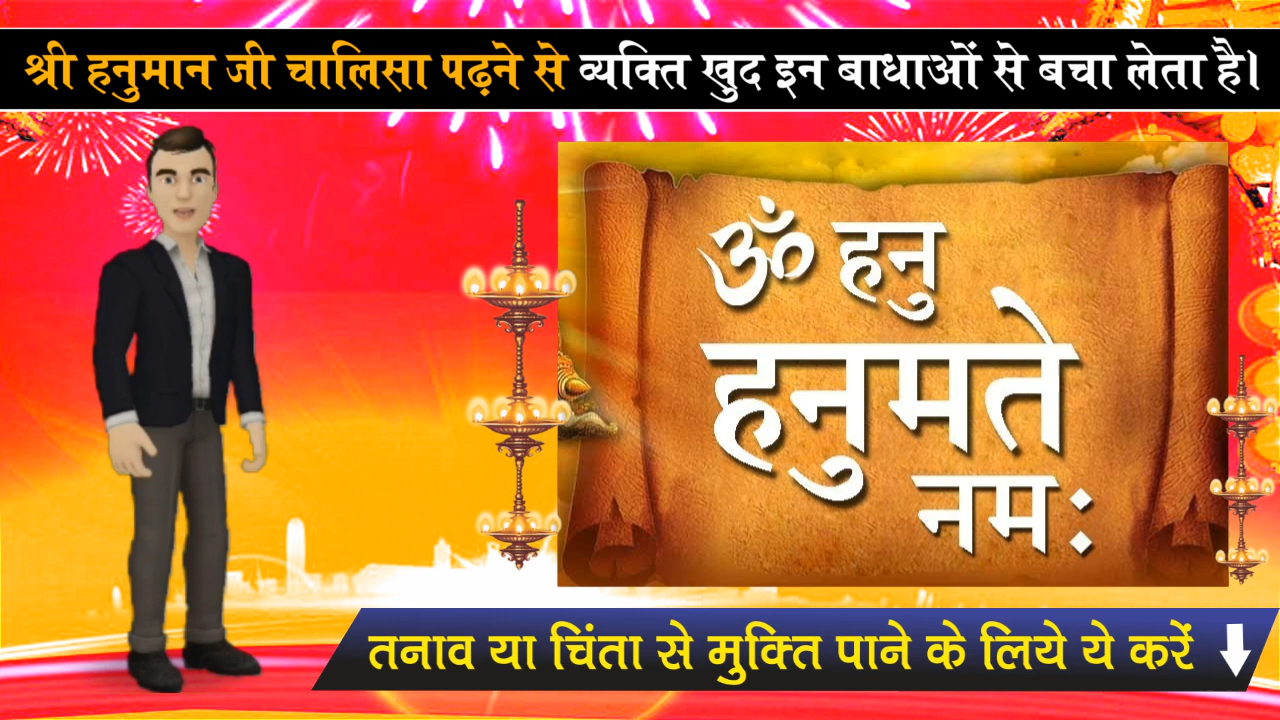 श्री हनुमान जी चालिसा पढ़ने से व्यक्ति खुद इन बाधाओं से बचा लेता है।
ॐ हनु
हनुमते
नमः
तनाव या चिंता से मुक्ति पाने के लिये ये करें